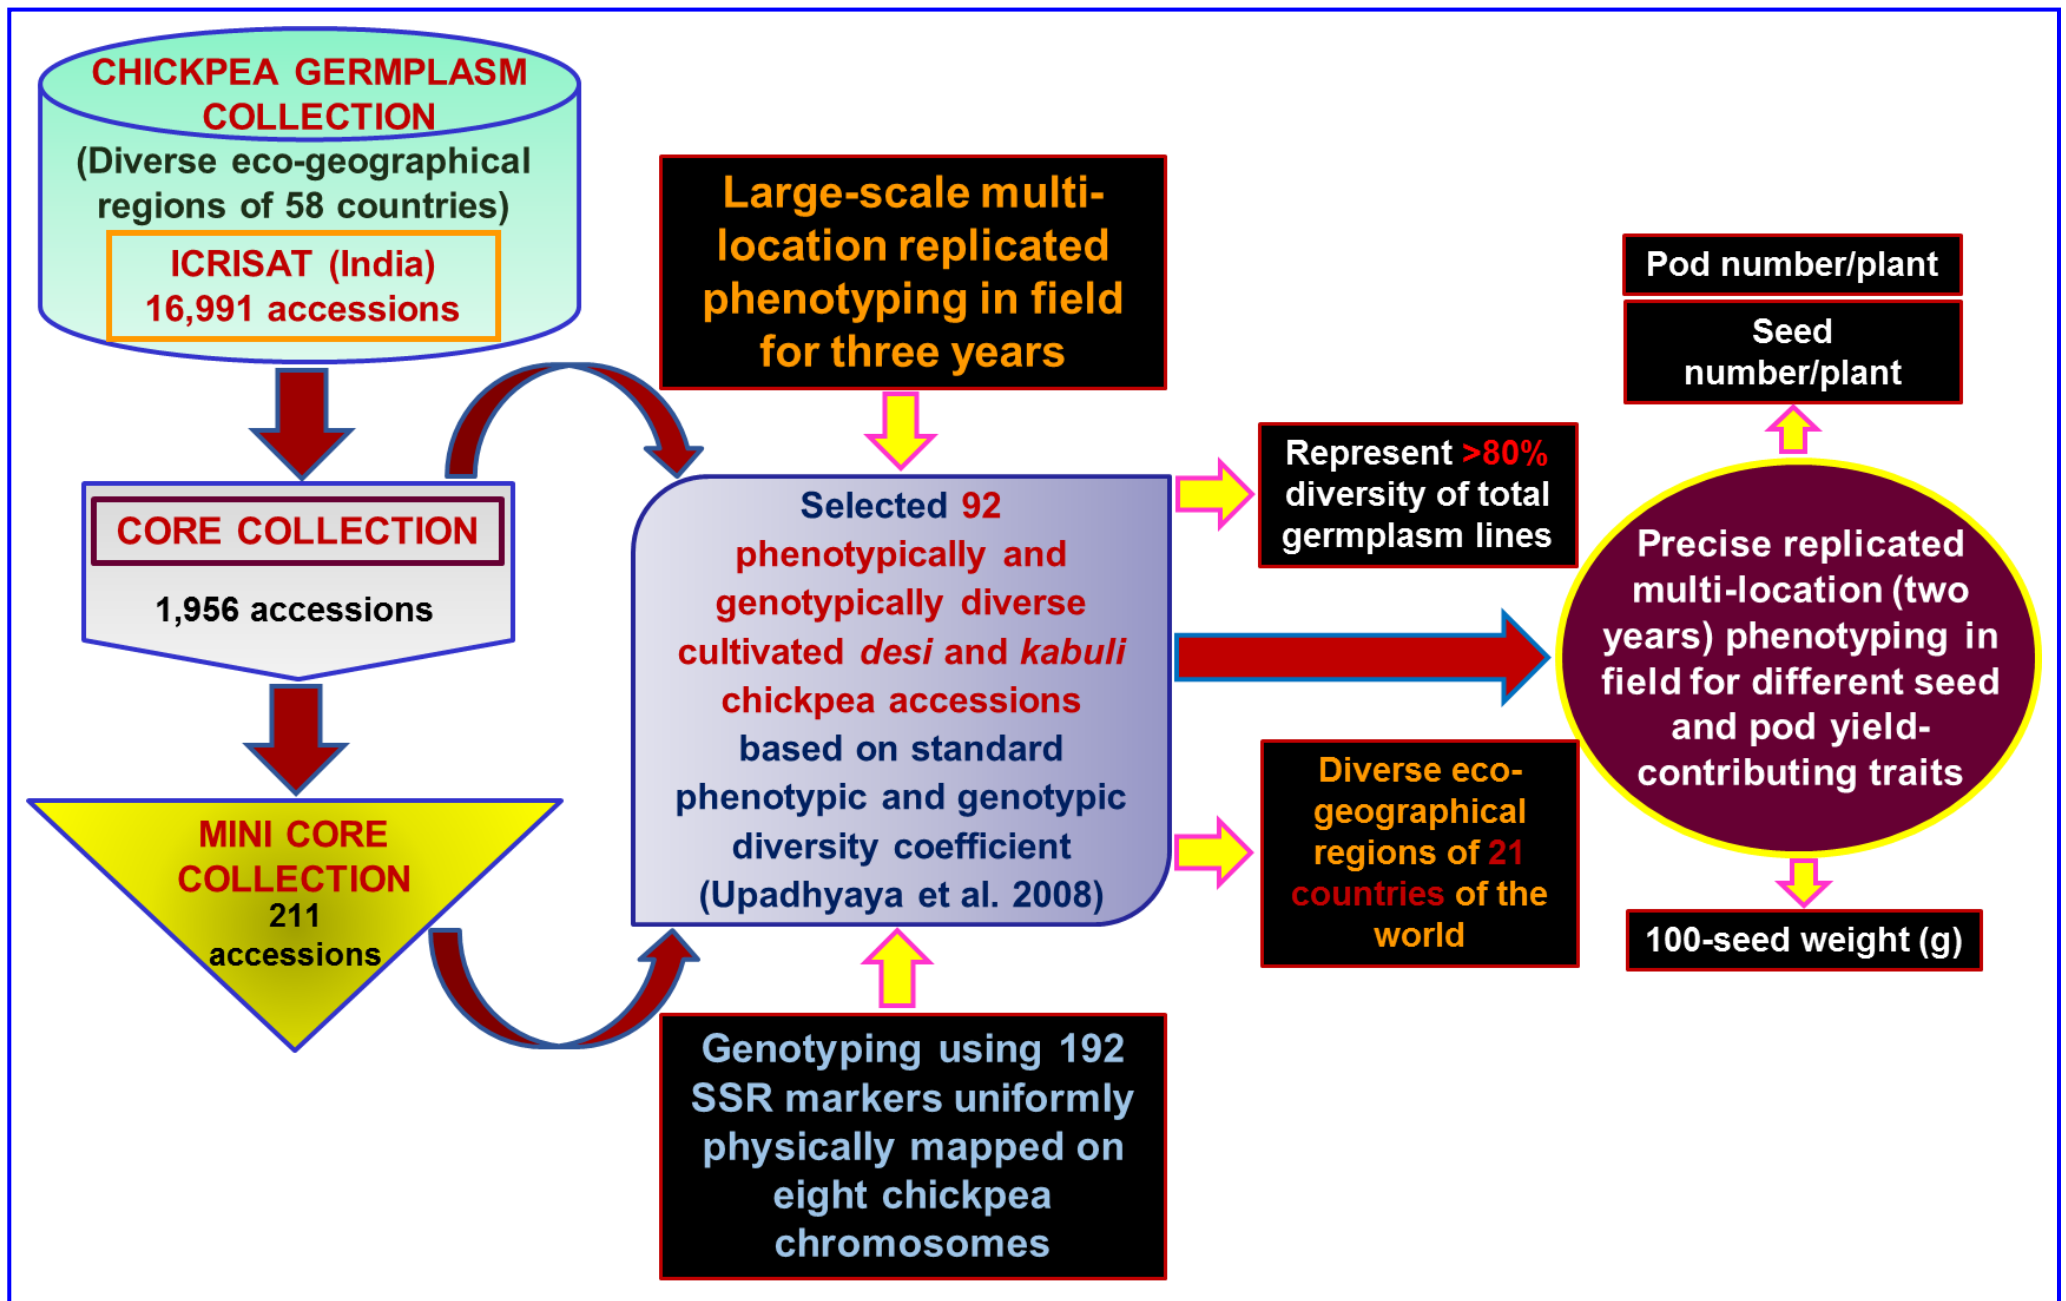 CHICKPEA GERMPLASM
COLLECTION
(Diverse eco-geographical
regions of 58 countries)
ICRISAT (India)
16,991 accessions
CORE COLLECTION
1,956 accessions
MINI CORE
COLLECTION
211
accessions
Large-scale multi-
location replicated
phenotyping in field
for three years
Selected 92
phenotypically and
genotypically diverse
cultivated desi and kabuli
chickpea accessions
based on standard
phenotypic and genotypic
diversity coefficient
(Upadhyaya et al. 2008)
Genotyping using 192
SSR markers uniformly
physically mapped on
eight chickpea
chromosomes
Represent >80%
diversity of total
germplasm lines
Diverse eco-
geographical
regions of 21
countries of the
world
Pod number/plant
Seed
number/plant
Precise replicated
multi-location (two
years) phenotyping in
field for different seed
and pod yield-
contributing traits
100-seed weight (g)